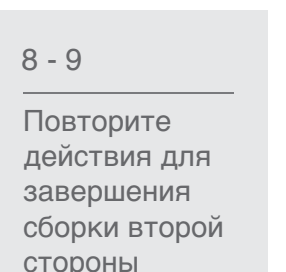 8 - 9
Повторите
действия для
завершения
сборки второй
стороны